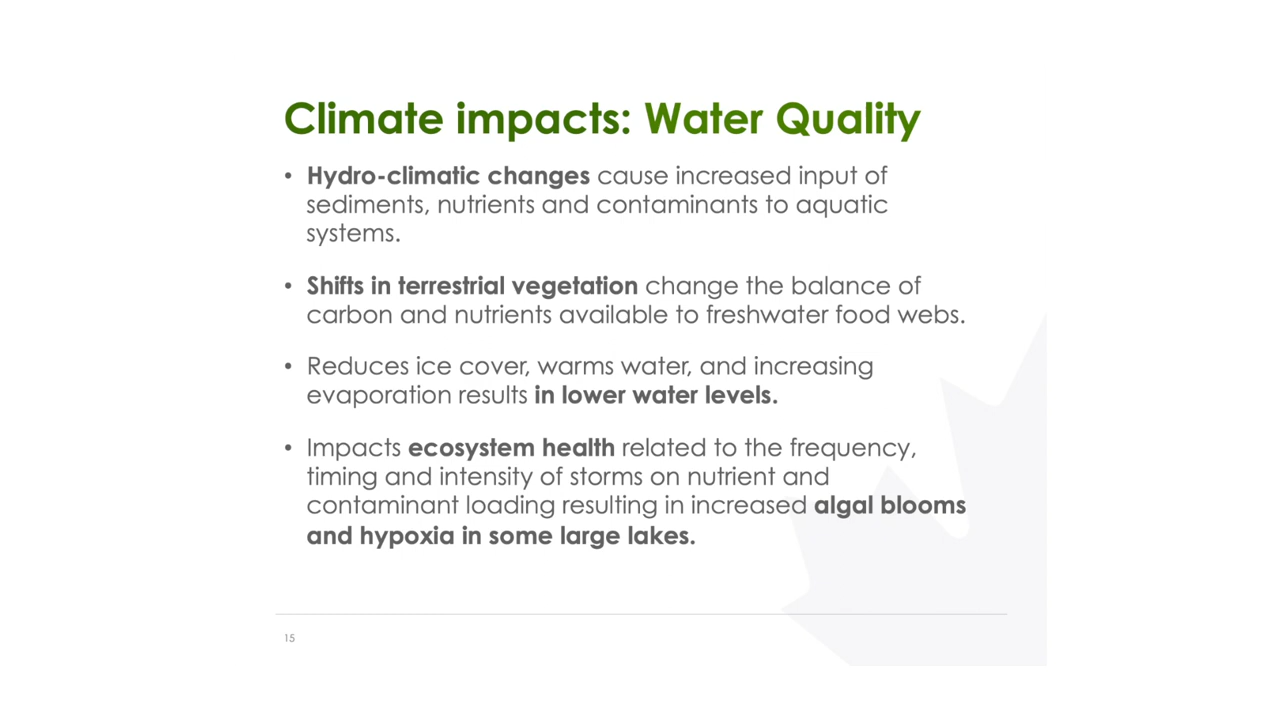 Climate impacts: Water Quality
• Hydro-climatic changes cause increased input of
sediments, nutrients and contaminants to aquatic
systems.
• Shifts in terrestrial vegetation change the balance of
carbon and nutrients available to freshwater food webs.
• Reduces ice cover, warms water, and increasing
evaporation results in lower water levels.
• Impacts ecosystem health related to the frequency,
timing and intensity of storms on nutrient and
contaminant loading resulting in increased algal blooms
and hypoxia in some large lakes.
15